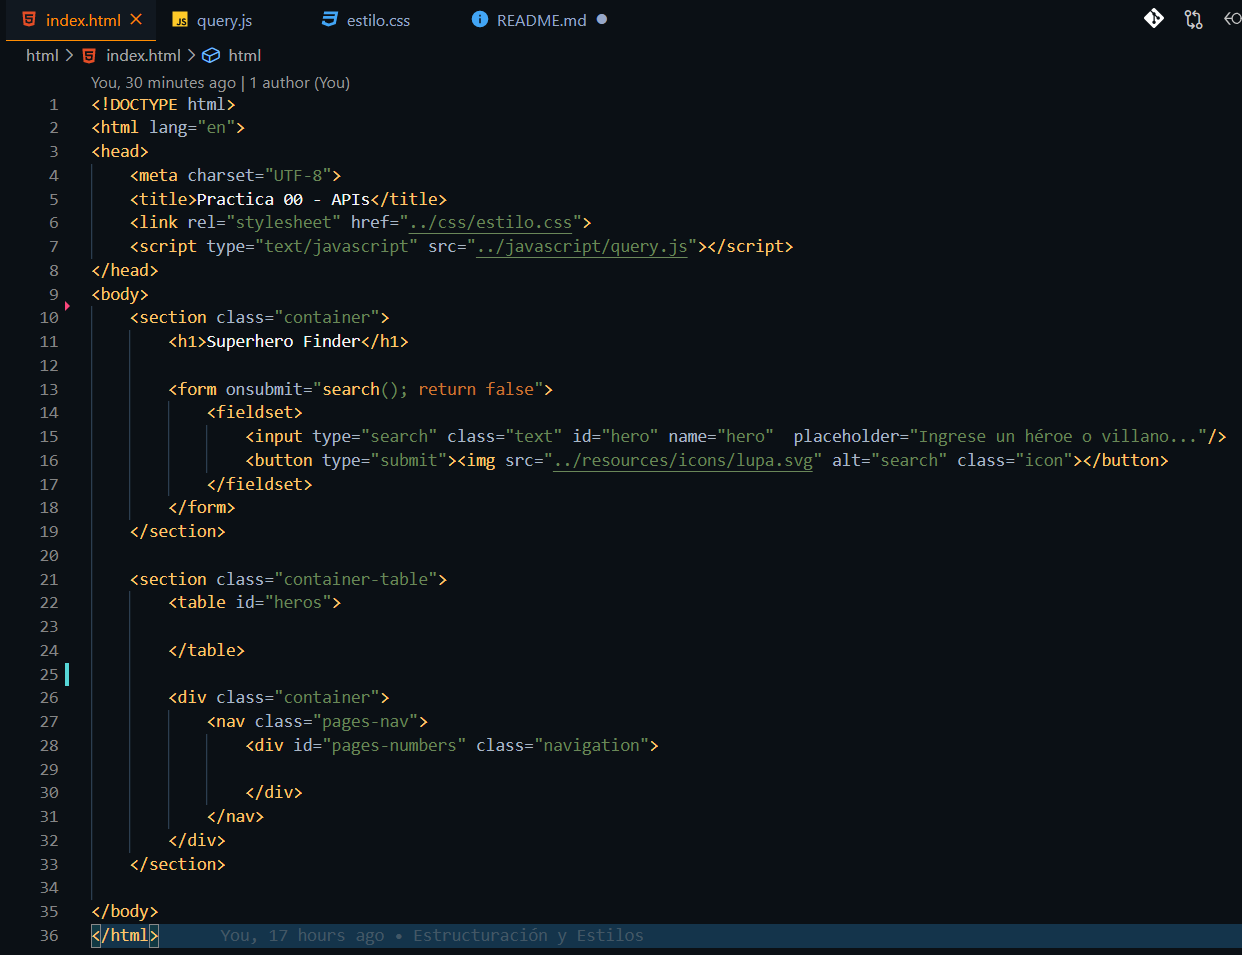 index.html × JS query.js estilo.css README.md
html > index.html > html
You, 30 minutes ago | 1 author (You)
1 <!DOCTYPE html>
2 <html lang="en">
3 <head>
4     <meta charset="UTF-8">
5     <title>Practica 00 - APIs</title>
6     <link rel="stylesheet" href="../css/estilo.css">
7     <script type="text/javascript" src="../javascript/query.js"></script>
8 </head>
9 <body>
10     <section class="container">
11         <h1>Superhero Finder</h1>
12
13         <form onsubmit="search(); return false">
14             <fieldset>
15                 <input type="search" class="text" id="hero" name="hero"  placeholder="Ingrese un héroe o villano..."/>
16                 <button type="submit"><img src="../resources/icons/lupa.svg" alt="search" class="icon"></button>
17             </fieldset>
18         </form>
19     </section>
20
21     <section class="container-table">
22         <table id="heros">
23
24         </table>
25
26         <div class="container">
27             <nav class="pages-nav">
28                 <div id="pages-numbers" class="navigation">
29
30                 </div>
31             </nav>
32         </div>
33     </section>
34
35 </body>
36 </html> You, 17 hours ago • Estructuración y Estilos